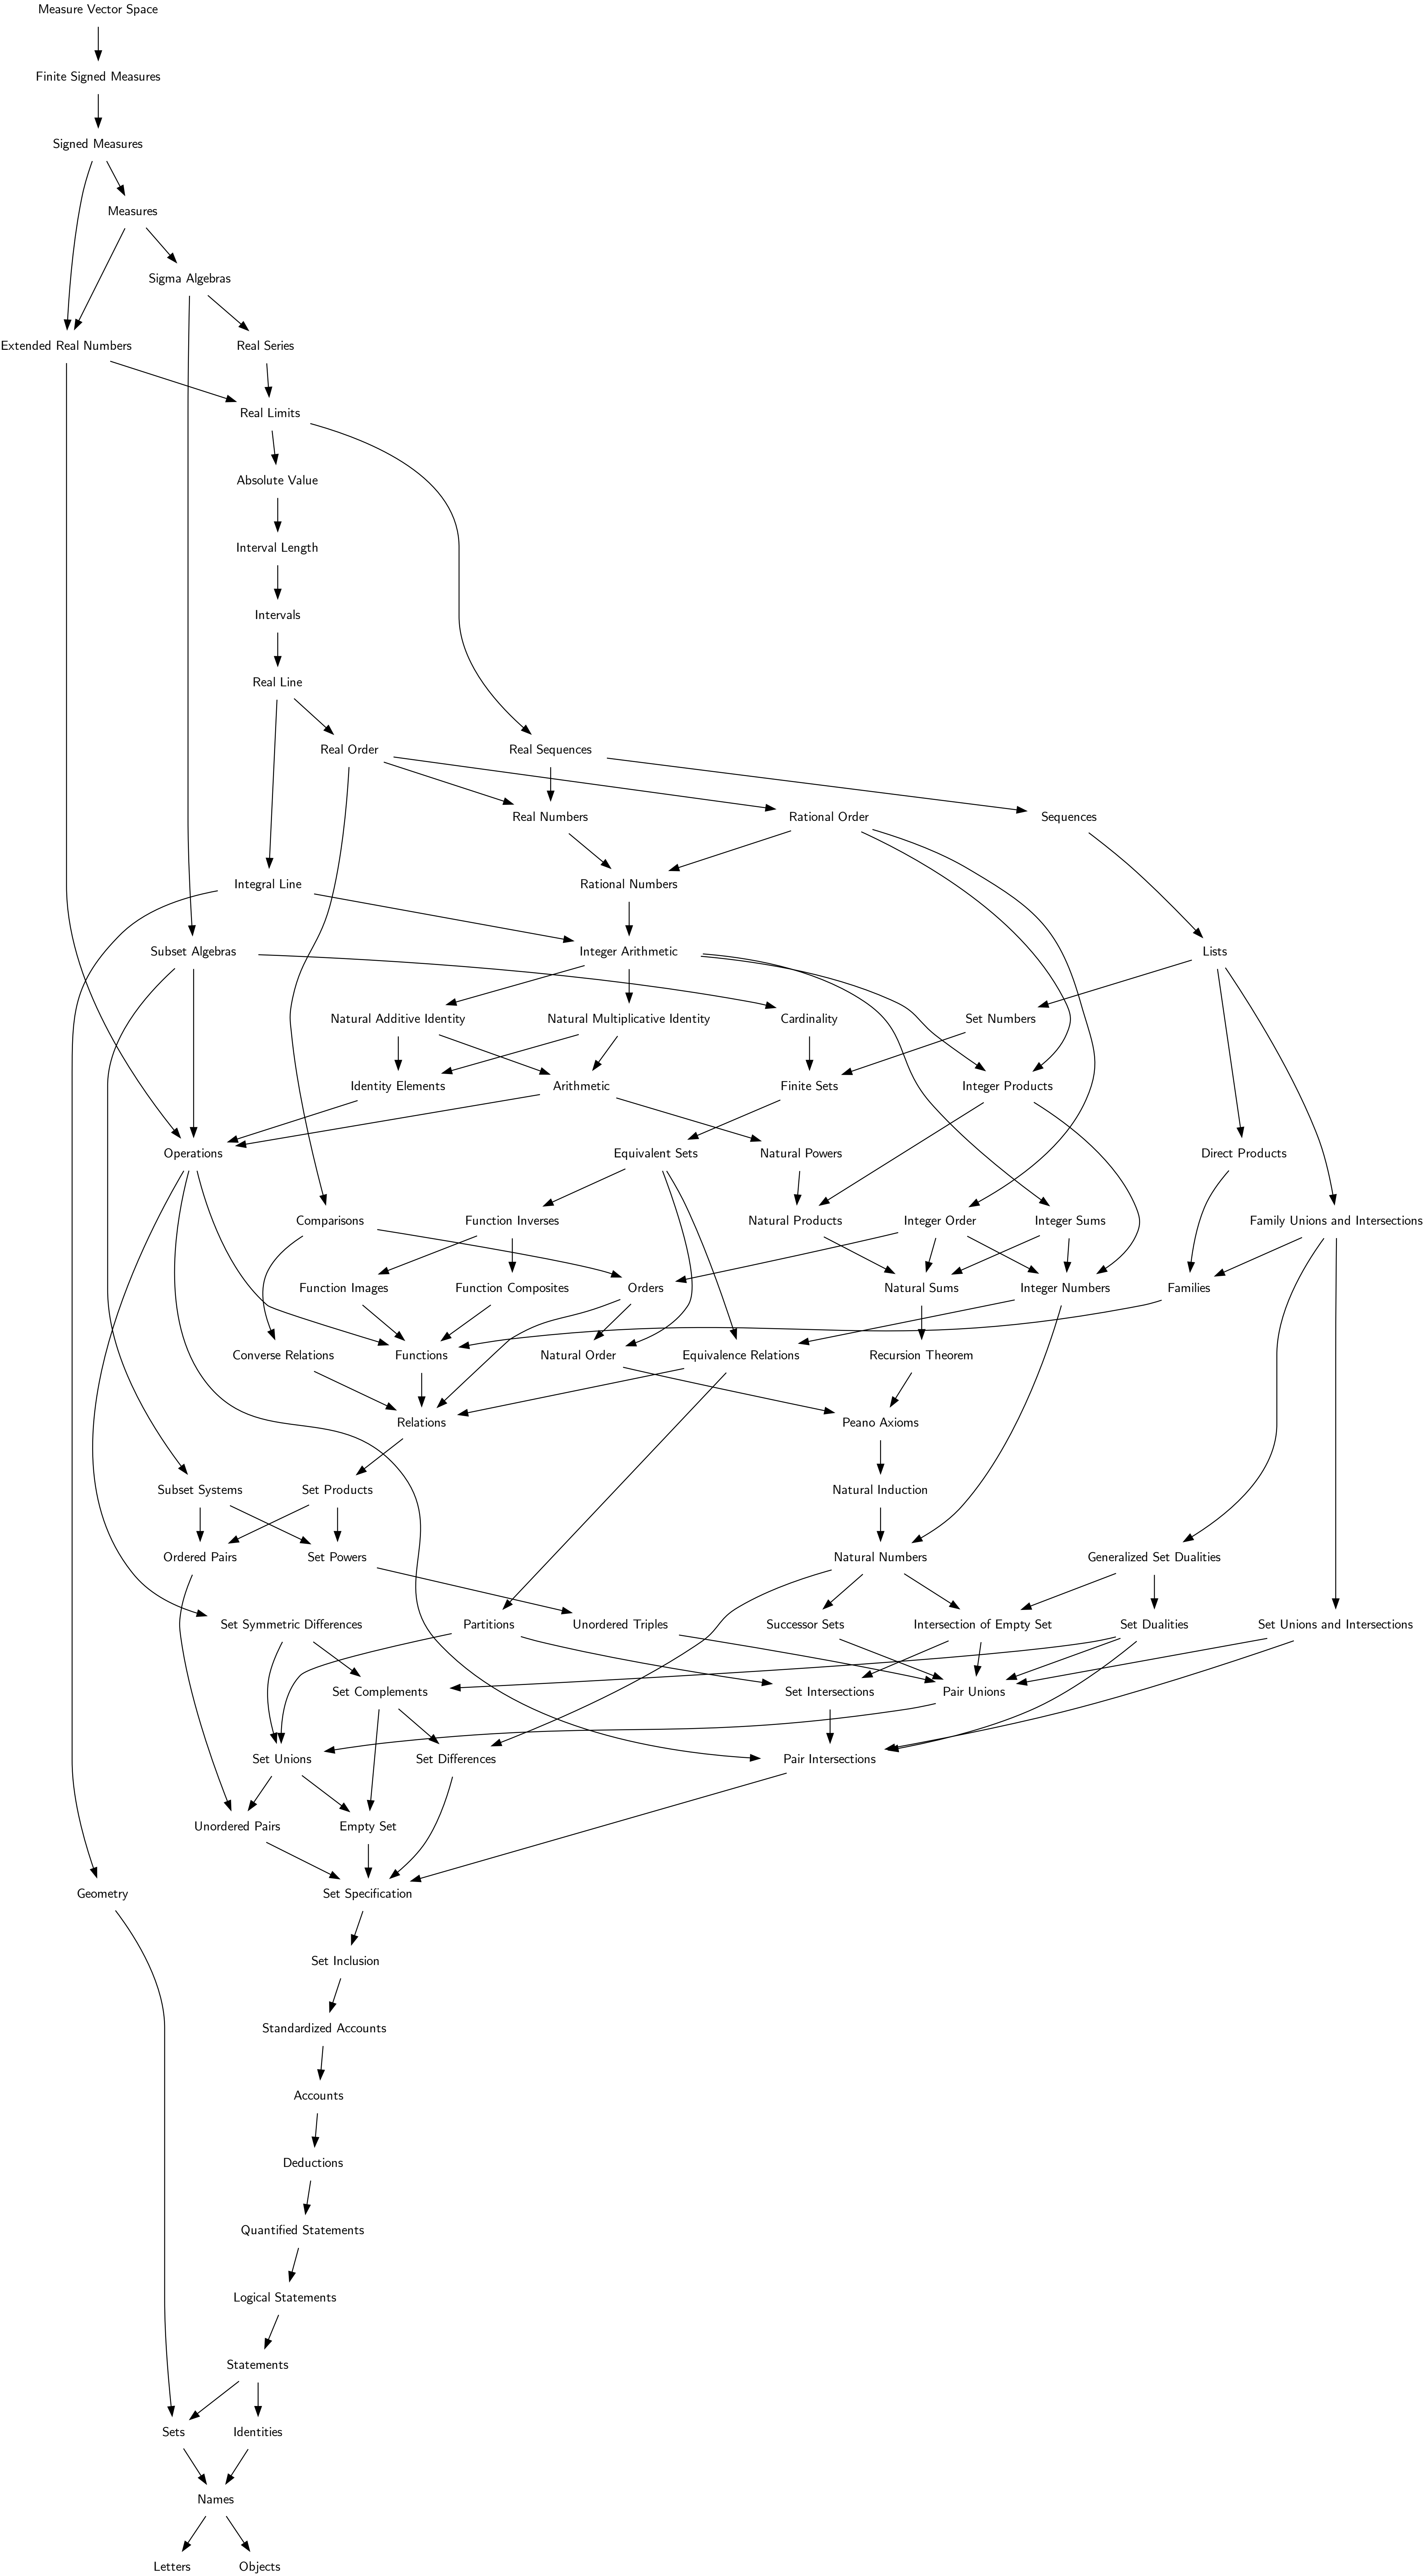 Measure Vector Space
Finite Signed Measures
Signed Measures
Measures
Sigma Algebras
Extended Real Numbers
Real Series
Real Limits
Absolute Value
Interval Length
Intervals
Real Line
Real Order
Real Sequences
Real Numbers
Rational Order
Sequences
Integral Line
Rational Numbers
Subset Algebras
Integer Arithmetic
Lists
Natural Additive Identity
Natural Multiplicative Identity
Cardinality
Set Numbers
Identity Elements
Arithmetic
Finite Sets
Integer Products
Operations
Equivalent Sets
Natural Powers
Direct Products
Comparisons
Function Inverses
Natural Products
Integer Order
Integer Sums
Family Unions and Intersections
Function Images
Function Composites
Orders
Natural Sums
Integer Numbers
Families
Converse Relations
Functions
Natural Order
Equivalence Relations
Recursion Theorem
Relations
Peano Axioms
Subset Systems
Set Products
Natural Induction
Ordered Pairs
Set Powers
Natural Numbers
Generalized Set Dualities
Set Symmetric Differences
Partitions
Unordered Triples
Successor Sets
Intersection of Empty Set
Set Dualities
Set Unions and Intersections
Set Complements
Set Intersections
Pair Unions
Set Unions
Set Differences
Pair Intersections
Unordered Pairs
Empty Set
Geometry
Set Specification
Set Inclusion
Standardized Accounts
Accounts
Deductions
Quantified Statements
Logical Statements
Statements
Sets
Identities
Names
Letters
Objects